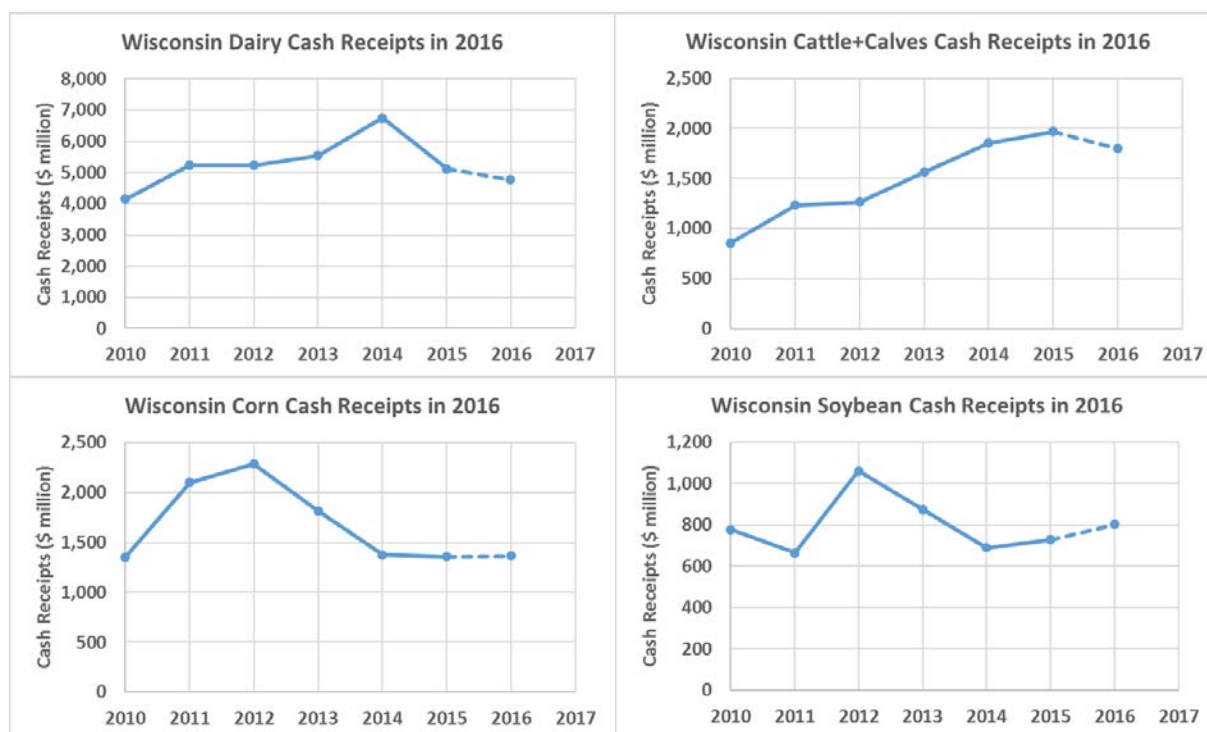 Wisconsin Dairy Cash Receipts in 2016
Cash Receipts ($ million)
8,000
7,000
6,000
5,000
4,000
3,000
2,000
1,000
0
2010 2011 2012 2013 2014 2015 2016 2017
Wisconsin Cattle+Calves Cash Receipts in 2016
Cash Receipts ($ million)
2,500
2,000
1,500
1,000
500
0
2010 2011 2012 2013 2014 2015 2016 2017
Wisconsin Corn Cash Receipts in 2016
Cash Receipts ($ million)
2,500
2,000
1,500
1,000
500
0
2010 2011 2012 2013 2014 2015 2016 2017
Wisconsin Soybean Cash Receipts in 2016
Cash Receipts ($ million)
1,200
1,000
800
600
400
200
0
2010 2011 2012 2013 2014 2015 2016 2017